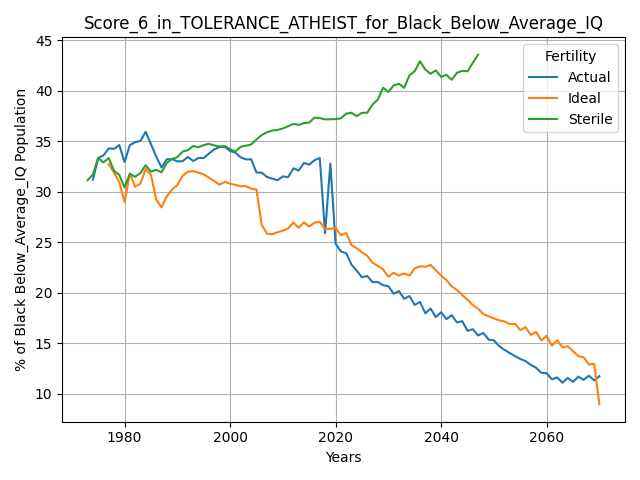 Score_6_in_TOLERANCE_ATHEIST_for_Black_Below_Average_IQ
% of Black Below_Average_IQ Population
45
40
35
30
25
20
15
10
Fertility
Actual
Ideal
Sterile
1980 2000 2020 2040 2060
Years